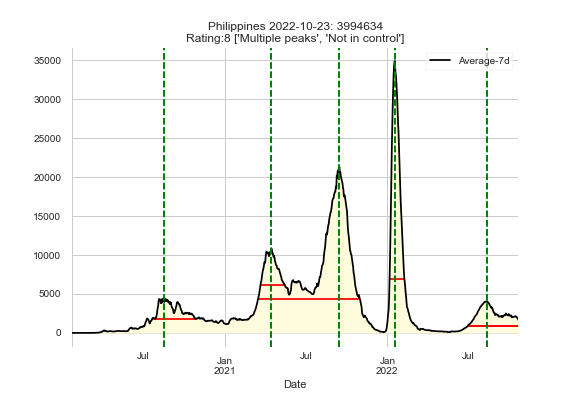 Philippines 2022-10-23: 3994634
Rating:8 ['Multiple peaks', 'Not in control']
Average-7d
35000
30000
25000
20000
15000
10000
5000
0
Jul
Jan
2021
Jul
Jan
2022
Jul
Date